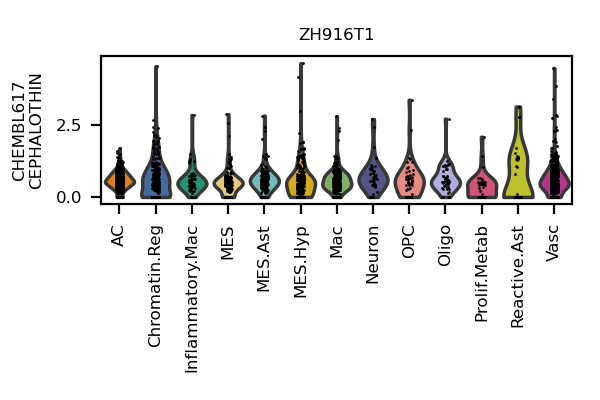 ZH916T1
CHEMBL617
CEPHALOTHIN
2.5
0.0
AC
Chromatin.Reg
Inflammatory.Mac
MES
MES.Ast
MES.Hyp
Mac
Neuron
OPC
Oligo
Prolif.Metab
Reactive.Ast
Vasc